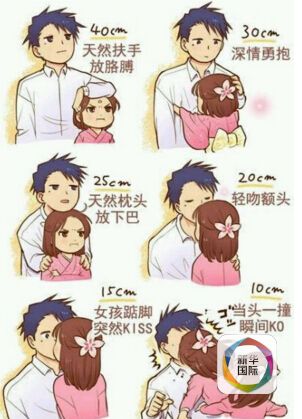 40cm
天然扶手
放胳膊
30cm
深情勇抱
25cm
天然枕头
放下巴
20cm
轻吻额头
15cm
女孩踮脚
突然KISS
10cm
当头一撞
瞬间KO
新华
国际